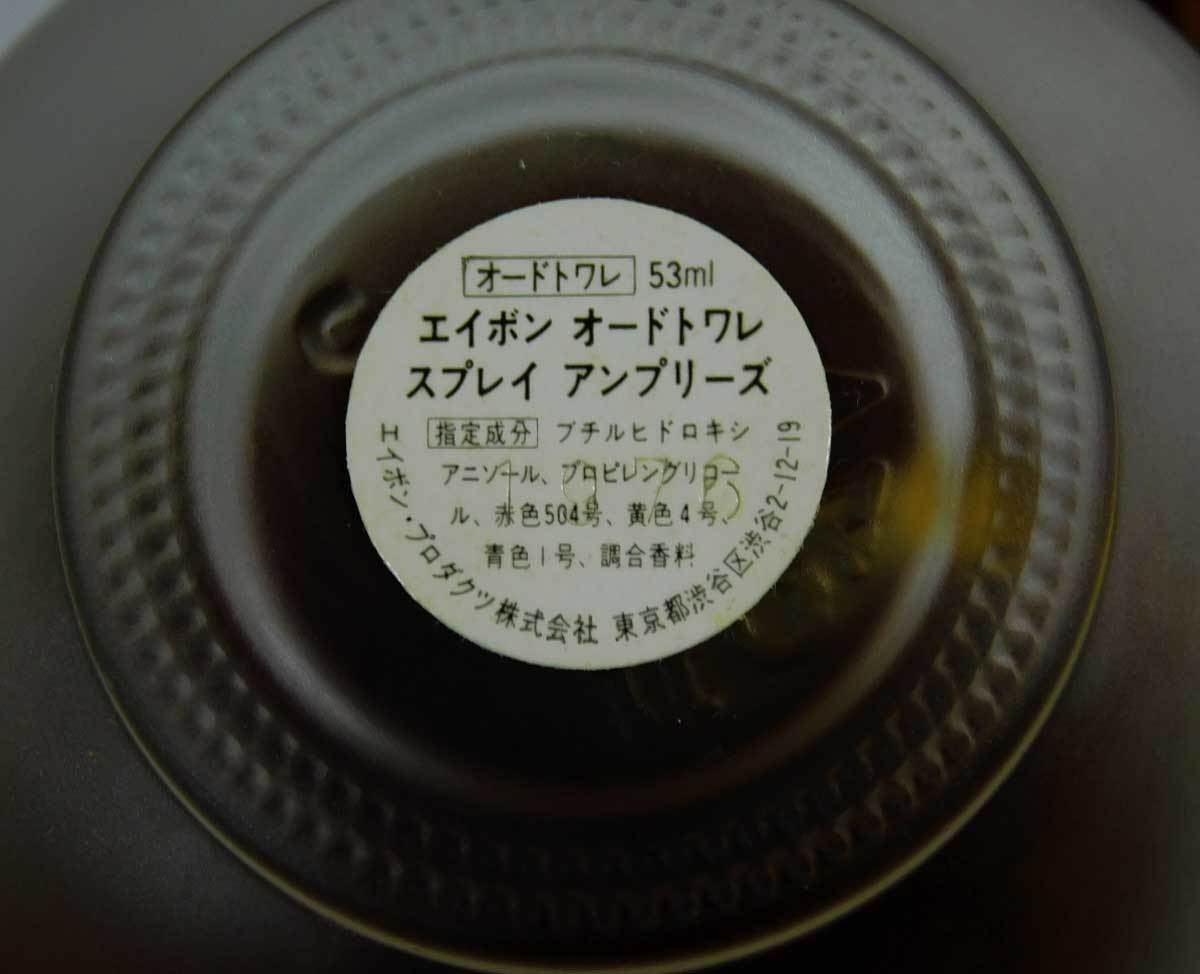 オードトワレ 53ml
エイボン オードトワレ
スプレイ アンプリーズ
指定成分 ブチルヒドロキシ
アニソール、プロピレングリコー
ル、赤色504号、黄色4号、
青色1号、調合香料
エイボン・プロダクツ株式会社 東京都渋谷区渋谷2-12-19